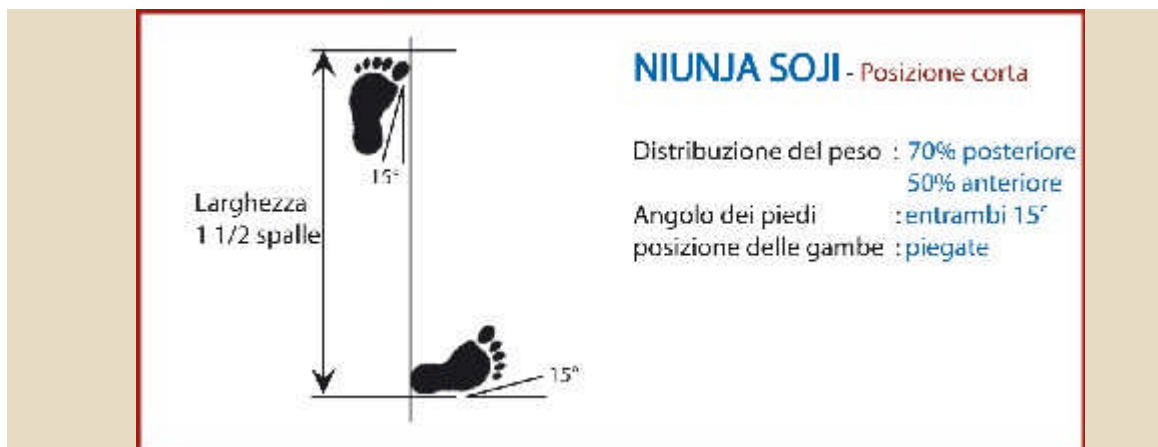 NIUNJA SOJI - Posizione corta
Distribuzione del peso : 70% posteriore
50% anteriore
Angolo dei piedi : entrambi 15°
posizione delle gambe : piegate
15°
Larghezza
1 1/2 spalle
15°